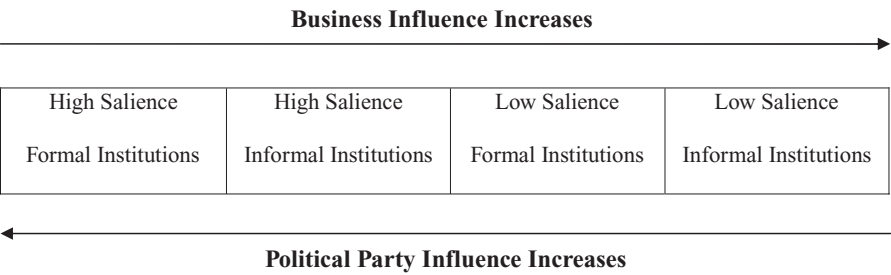 Business Influence Increases
High Salience High Salience Low Salience Low Salience
Formal Institutions Informal Institutions Formal Institutions Informal Institutions
Political Party Influence Increases